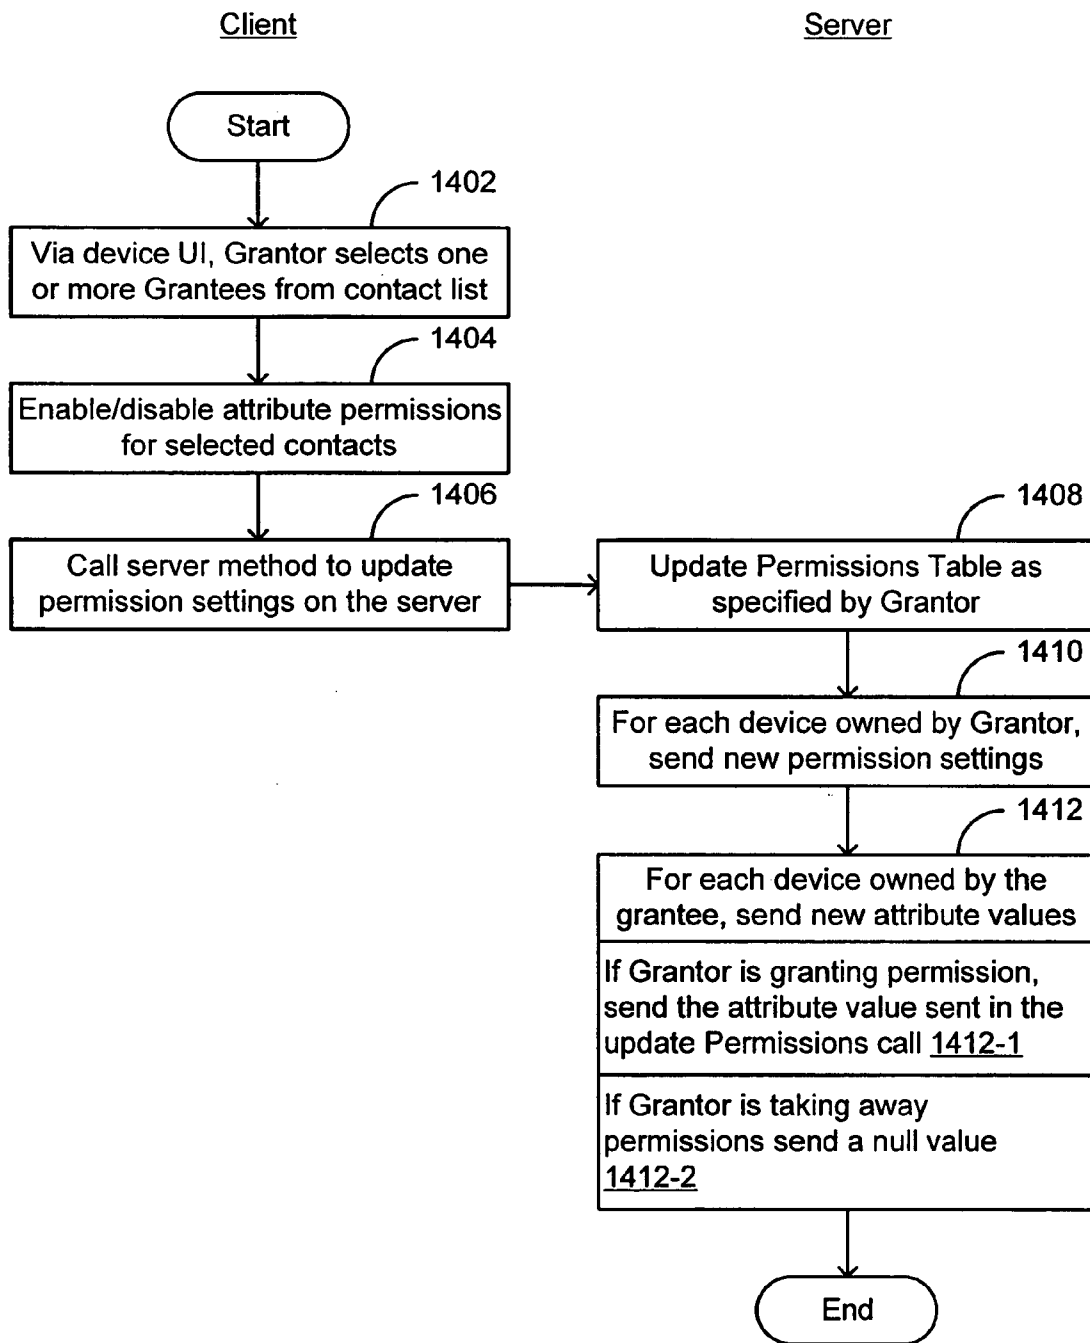 Client
Server
Start
1402
Via device UI, Grantor selects one
or more Grantees from contact list
1404
Enable/disable attribute permissions
for selected contacts
1406
Call server method to update
permission settings on the server
1408
Update Permissions Table as
specified by Grantor
1410
For each device owned by Grantor,
send new permission settings
1412
For each device owned by the
grantee, send new attribute values
If Grantor is granting permission,
send the attribute value sent in the
update Permissions call 1412-1
If Grantor is taking away
permissions send a null value
1412-2
End